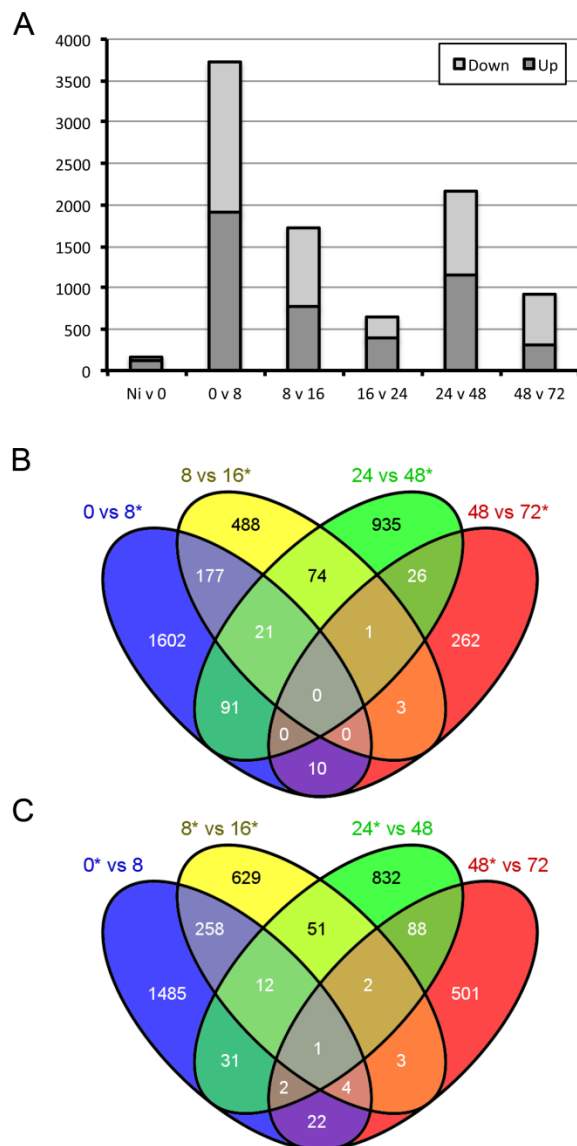 A
4000
3500
3000
2500
2000
1500
1000
500
0
Down Up
Ni v 0 0 v 8 8 v 16 16 v 24 24 v 48 48 v 72
B
8 vs 16* 24 vs 48*
0 vs 8* 48 vs 72*
488 935
177 74 26
1602 21 1 262
91 0 3
0 0
10
C
8* vs 16* 24* vs 48
0* vs 8 48* vs 72
629 832
258 51 88
1485 12 2 501
31 1 3
2 4
22